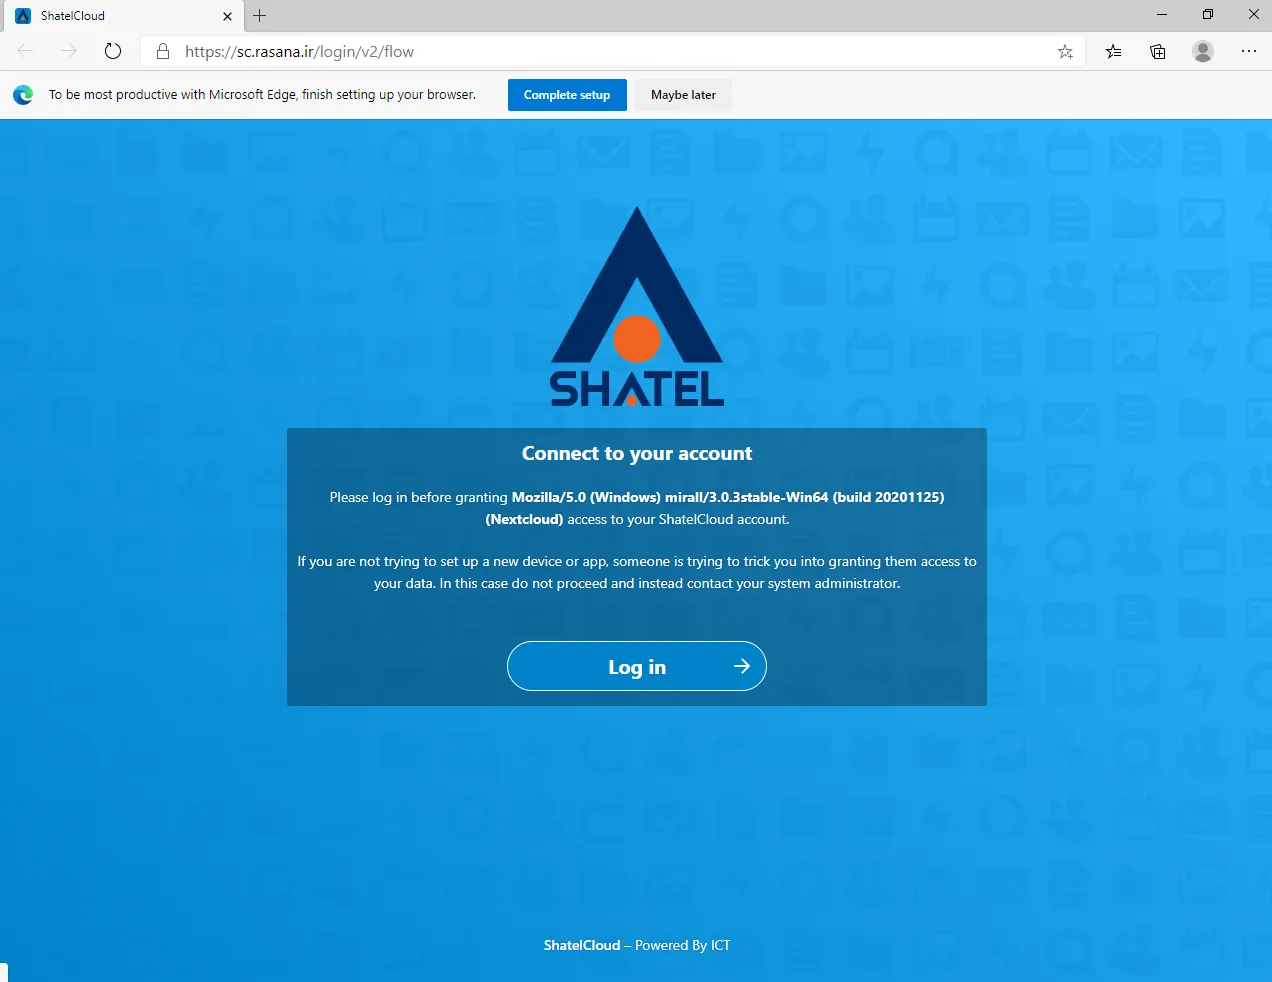 ShatelCloud
https://sc.rasana.ir/login/v2/flow
To be most productive with Microsoft Edge, finish setting up your browser.
Complete setup
Maybe later
SHATEL
Connect to your account
Please log in before granting Mozilla/5.0 (Windows) mirall/3.0.3stable-Win64 (build 20201125)
(Nextcloud) access to your ShatelCloud account.
If you are not trying to set up a new device or app, someone is trying to trick you into granting them access to
your data. In this case do not proceed and instead contact your system administrator.
Log in
ShatelCloud – Powered By ICT